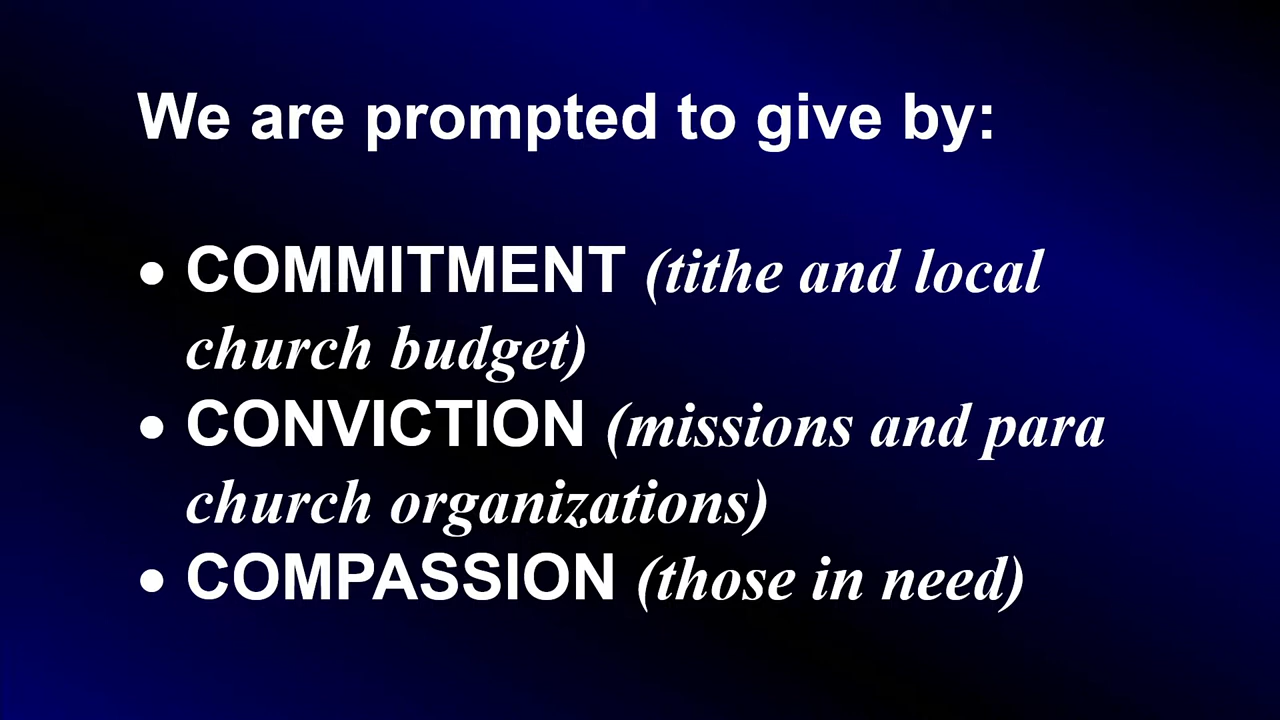 We are prompted to give by:
• COMMITMENT (tithe and local
church budget)
• CONVICTION (missions and para
church organizations)
• COMPASSION (those in need)